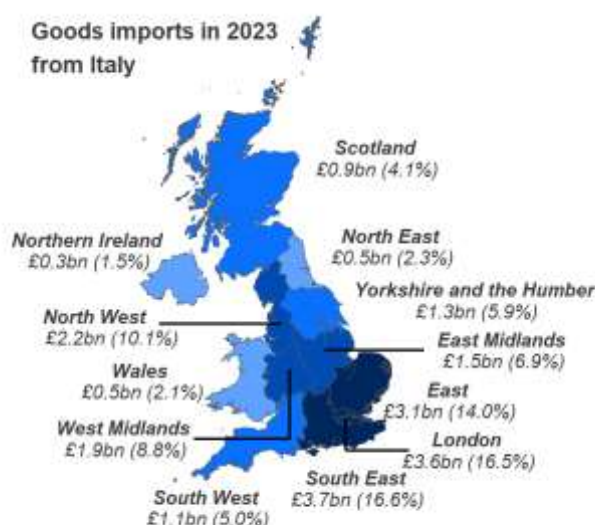 Goods imports in 2023
from Italy
Scotland
£0.9bn (4.1%)
Northern Ireland
£0.3bn (1.5%)
North East
£0.5bn (2.3%)
Yorkshire and the Humber
£1.3bn (5.9%)
North West
£2.2bn (10.1%)
East Midlands
£1.5bn (6.9%)
Wales
£0.5bn (2.1%)
East
£3.1bn (14.0%)
West Midlands
£1.9bn (8.8%)
London
£3.6bn (16.5%)
South East
£3.7bn (16.6%)
South West
£1.1bn (5.0%)